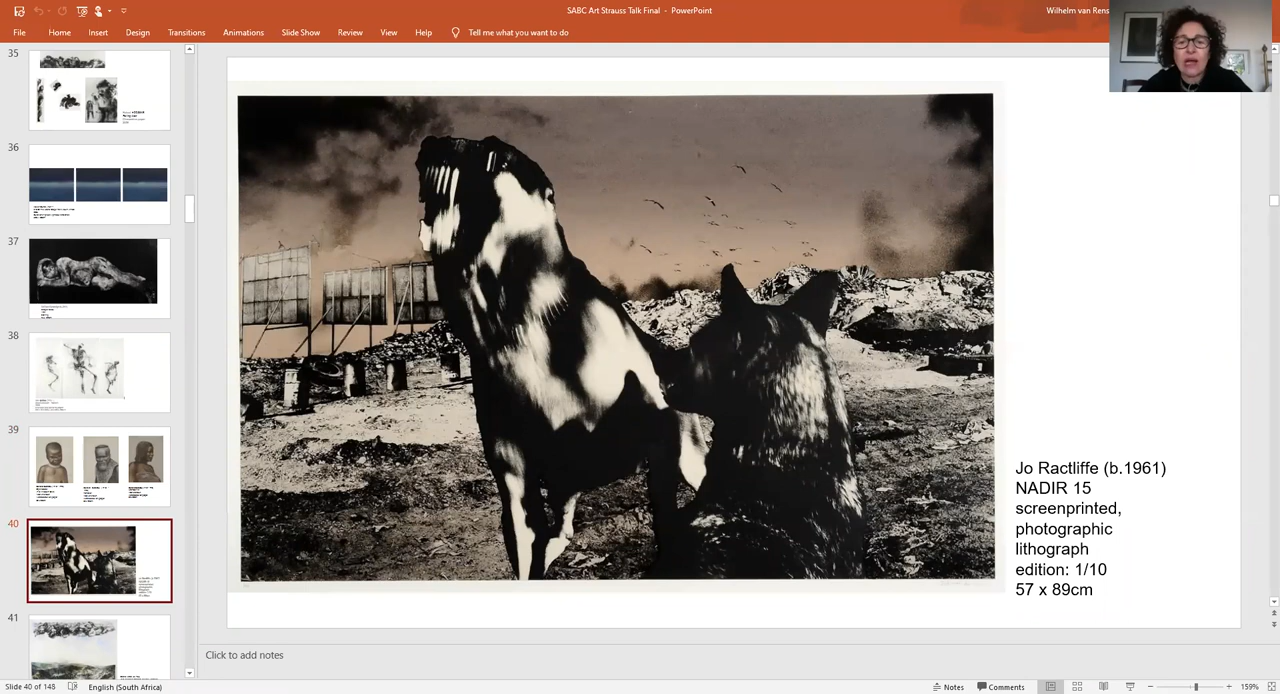 SABC Art Strauss Talk Final - PowerPoint
Wilhelm van Rens
File Home Insert Design Transitions Animations Slide Show Review View Help Tell me what you want to do
35
36
37
38
39
40
41
Jo Ractliffe (b.1961)
NADIR 15
screenprinted,
photographic
lithograph
edition: 1/10
57 x 89cm
Click to add notes
Slide 40 of 148 English (South Africa) Notes Comments 159%